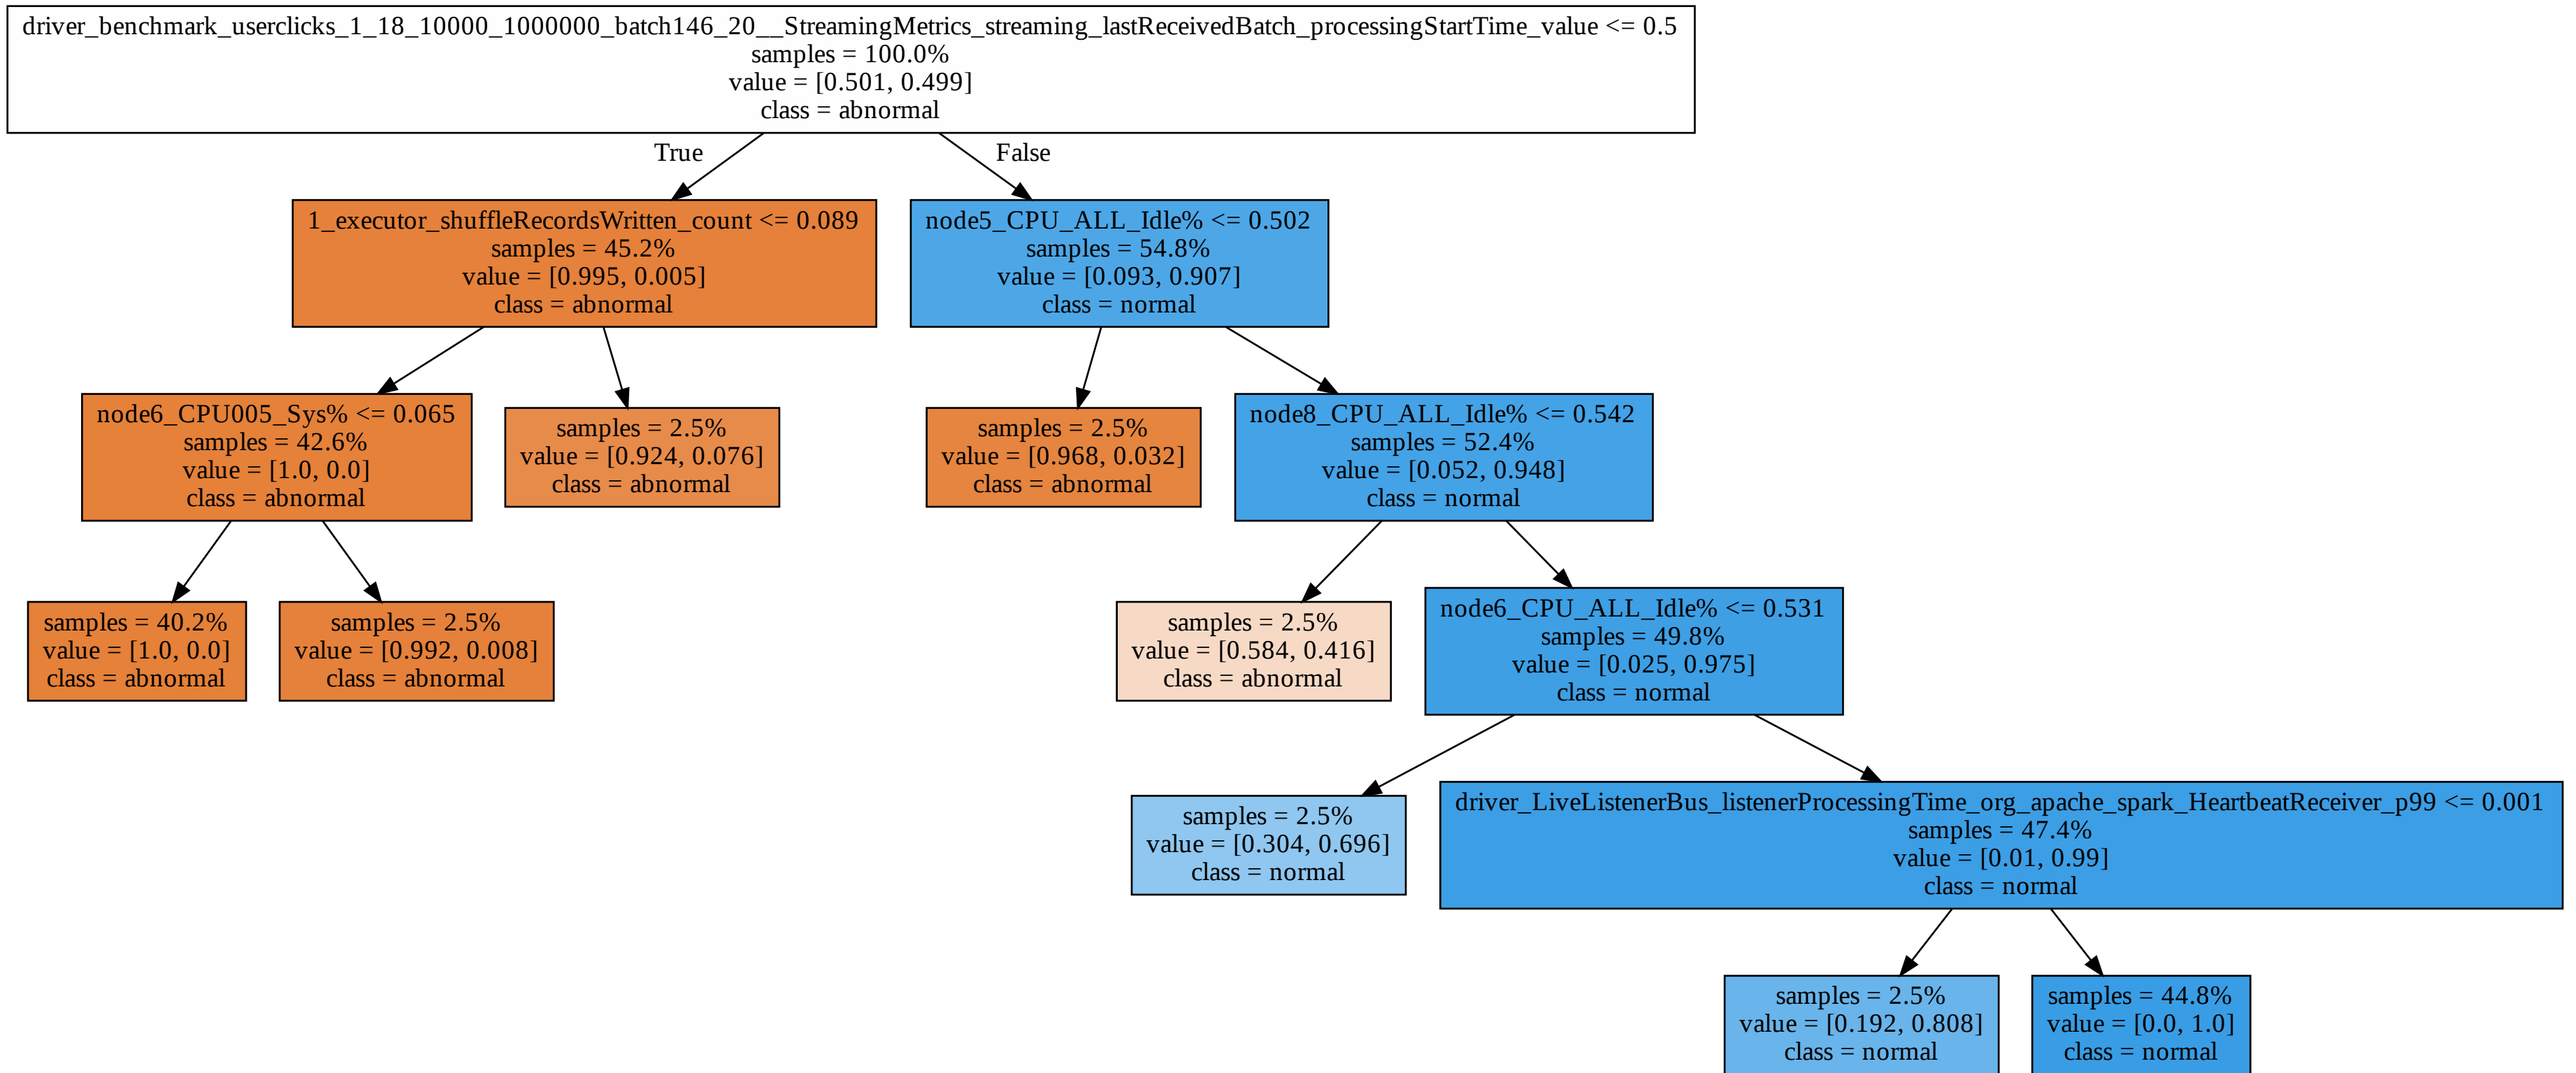 driver_benchmark_userclicks_1_18_10000_1000000_batch146_20__StreamingMetrics_streaming_lastReceivedBatch_processingStartTime_value <= 0.5
samples = 100.0%
value = [0.501, 0.499]
class = abnormal
True
False
1_executor_shuffleRecordsWritten_count <= 0.089
samples = 45.2%
value = [0.995, 0.005]
class = abnormal
node5_CPU_ALL_Idle% <= 0.502
samples = 54.8%
value = [0.093, 0.907]
class = normal
node6_CPU005_Sys% <= 0.065
samples = 42.6%
value = [1.0, 0.0]
class = abnormal
samples = 2.5%
value = [0.924, 0.076]
class = abnormal
samples = 2.5%
value = [0.968, 0.032]
class = abnormal
node8_CPU_ALL_Idle% <= 0.542
samples = 52.4%
value = [0.052, 0.948]
class = normal
samples = 40.2%
value = [1.0, 0.0]
class = abnormal
samples = 2.5%
value = [0.992, 0.008]
class = abnormal
samples = 2.5%
value = [0.584, 0.416]
class = abnormal
node6_CPU_ALL_Idle% <= 0.531
samples = 49.8%
value = [0.025, 0.975]
class = normal
samples = 2.5%
value = [0.304, 0.696]
class = normal
driver_LiveListenerBus_listenerProcessingTime_org_apache_spark_HeartbeatReceiver_p99 <= 0.001
samples = 47.4%
value = [0.01, 0.99]
class = normal
samples = 2.5%
value = [0.192, 0.808]
class = normal
samples = 44.8%
value = [0.0, 1.0]
class = normal